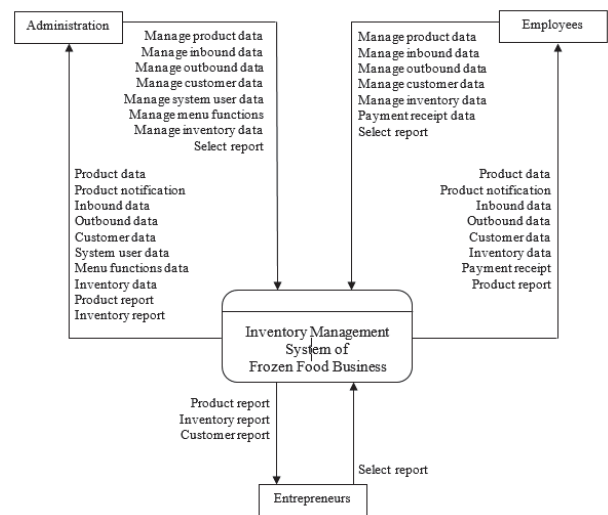 Administration
Employees
Manage product data
Manage inbound data
Manage outbound data
Manage customer data
Manage system user data
Manage menu functions
Manage inventory data
Select report
Manage product data
Manage inbound data
Manage outbound data
Manage customer data
Manage inventory data
Payment receipt data
Select report
Product data
Product notification
Inbound data
Outbound data
Customer data
System user data
Menu functions data
Inventory data
Product report
Inventory report
Product data
Product notification
Inbound data
Outbound data
Customer data
Inventory data
Payment receipt
Product report
Inventory Management
System of
Frozen Food Business
Product report
Inventory report
Customer report
Select report
Entrepreneurs